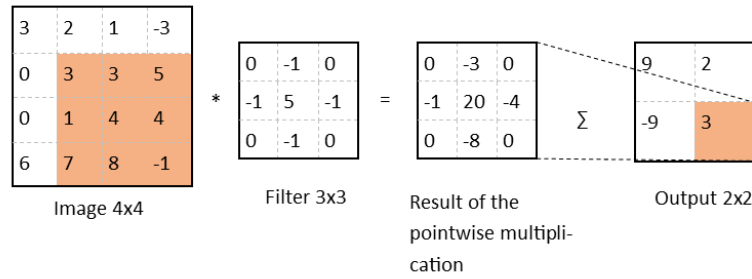 3 2 1 -3
0 3 3 5
0 1 4 4
6 7 8 -1
Image 4x4
*
0 -1 0
-1 5 -1
0 -1 0
Filter 3x3
=
0 -3 0
-1 20 -4
0 -8 0
Result of the
pointwise multipli-
cation
Σ
9 2
-9 3
Output 2x2